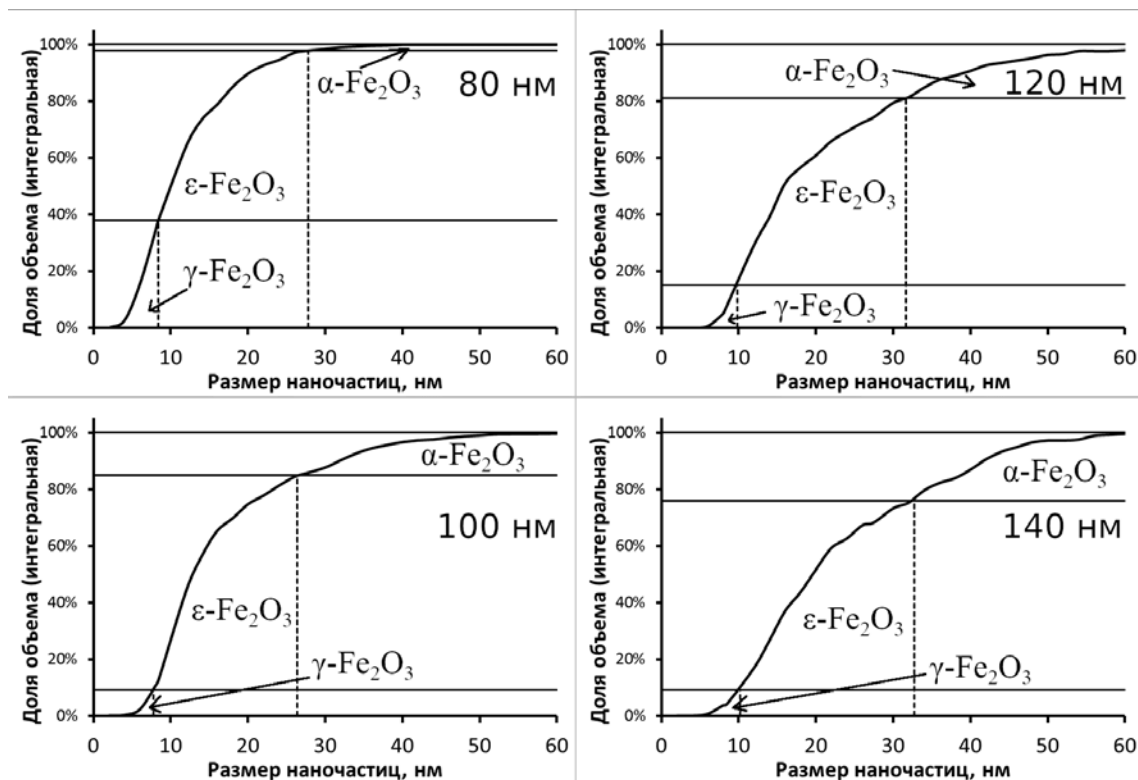 Доля объема (интегральная)
100%
80%
60%
40%
20%
0%
α-Fe₂O₃
80 нм
ε-Fe₂O₃
γ-Fe₂O₃
0 10 20 30 40 50 60
Размер наночастиц, нм
Доля объема (интегральная)
100%
80%
60%
40%
20%
0%
α-Fe₂O₃
120 нм
ε-Fe₂O₃
γ-Fe₂O₃
0 10 20 30 40 50 60
Размер наночастиц, нм
Доля объема (интегральная)
100%
80%
60%
40%
20%
0%
α-Fe₂O₃
100 нм
ε-Fe₂O₃
γ-Fe₂O₃
0 10 20 30 40 50 60
Размер наночастиц, нм
Доля объема (интегральная)
100%
80%
60%
40%
20%
0%
α-Fe₂O₃
140 нм
ε-Fe₂O₃
γ-Fe₂O₃
0 10 20 30 40 50 60
Размер наночастиц, нм